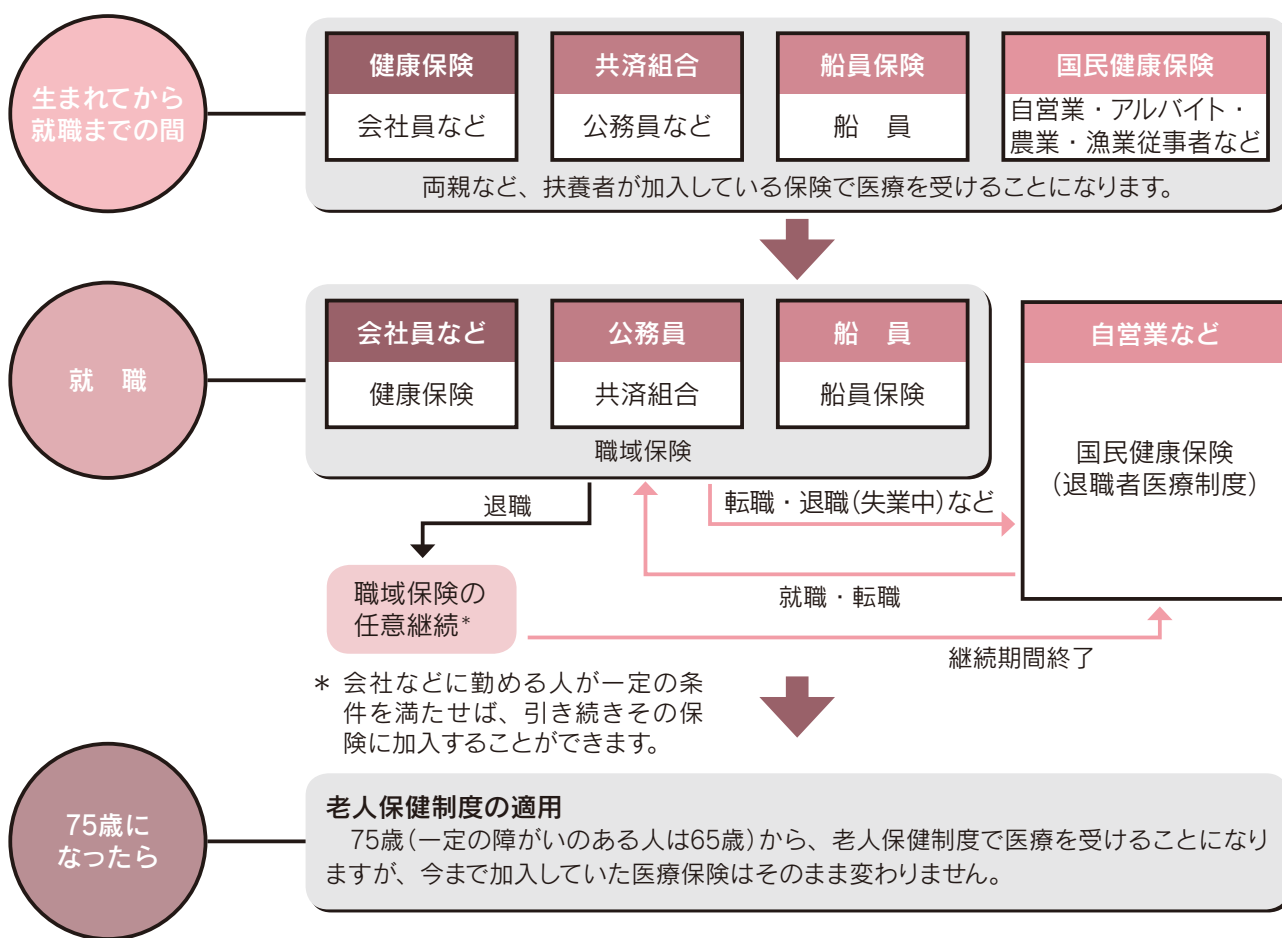 生まれてから
就職までの間
健康保険
会社員など
共済組合
公務員など
船員保険
船　員
国民健康保険
自営業・アルバイト・
農業・漁業従事者など
両親など、扶養者が加入している保険で医療を受けることになります。
就　職
会社員など
健康保険
公務員
共済組合
船　員
船員保険
職域保険
自営業など
国民健康保険
（退職者医療制度）
退職
転職・退職（失業中）など
就職・転職
職域保険の
任意継続*
継続期間終了
＊ 会社などに勤める人が一定の条
件を満たせば、引き続きその保
険に加入することができます。
75歳に
なったら
老人保健制度の適用
　75歳（一定の障がいのある人は65歳）から、老人保健制度で医療を受けることになり
ますが、今まで加入していた医療保険はそのまま変わりません。